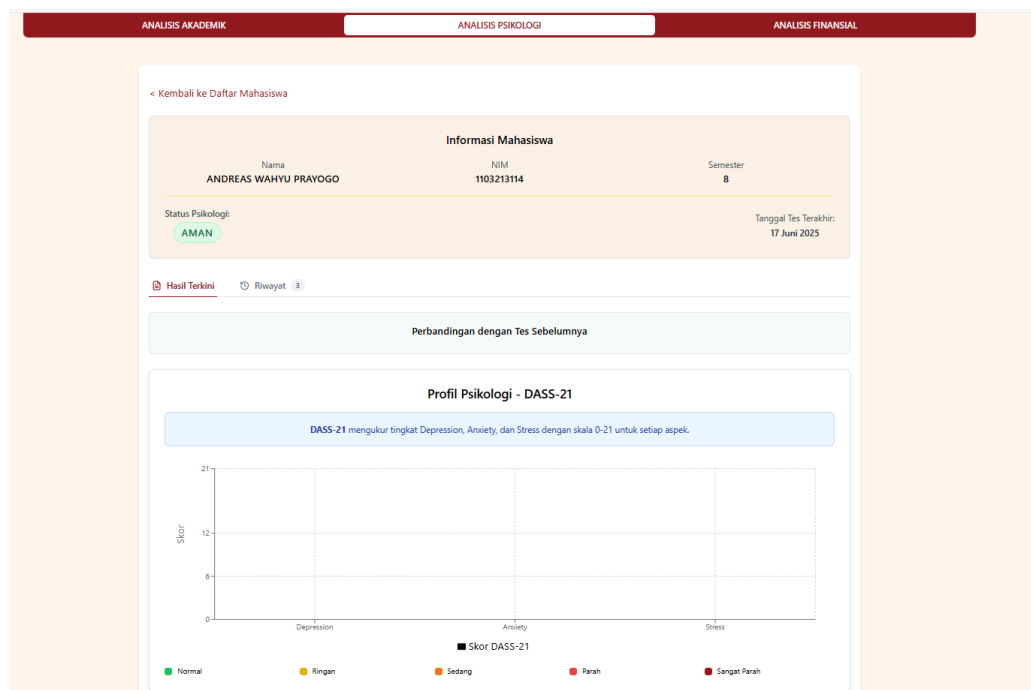 ANALISIS AKADEMIK ANALISIS PSIKOLOGI ANALISIS FINANSIAL
< Kembali ke Daftar Mahasiswa
Informasi Mahasiswa
Nama NIM Semester
ANDREAS WAHYU PRAYOGO 1103213114 8
Status Psikologi: Tanggal Tes Terakhir:
AMAN 17 Juni 2025
Hasil Terkini Riwayat 3
Perbandingan dengan Tes Sebelumnya
Profil Psikologi - DASS-21
DASS-21 mengukur tingkat Depression, Anxiety, dan Stress dengan skala 0-21 untuk setiap aspek.
21
12
6
0
Skor
Depression Anxiety Stress
Skor DASS-21
Normal Ringan Sedang Parah Sangat Parah